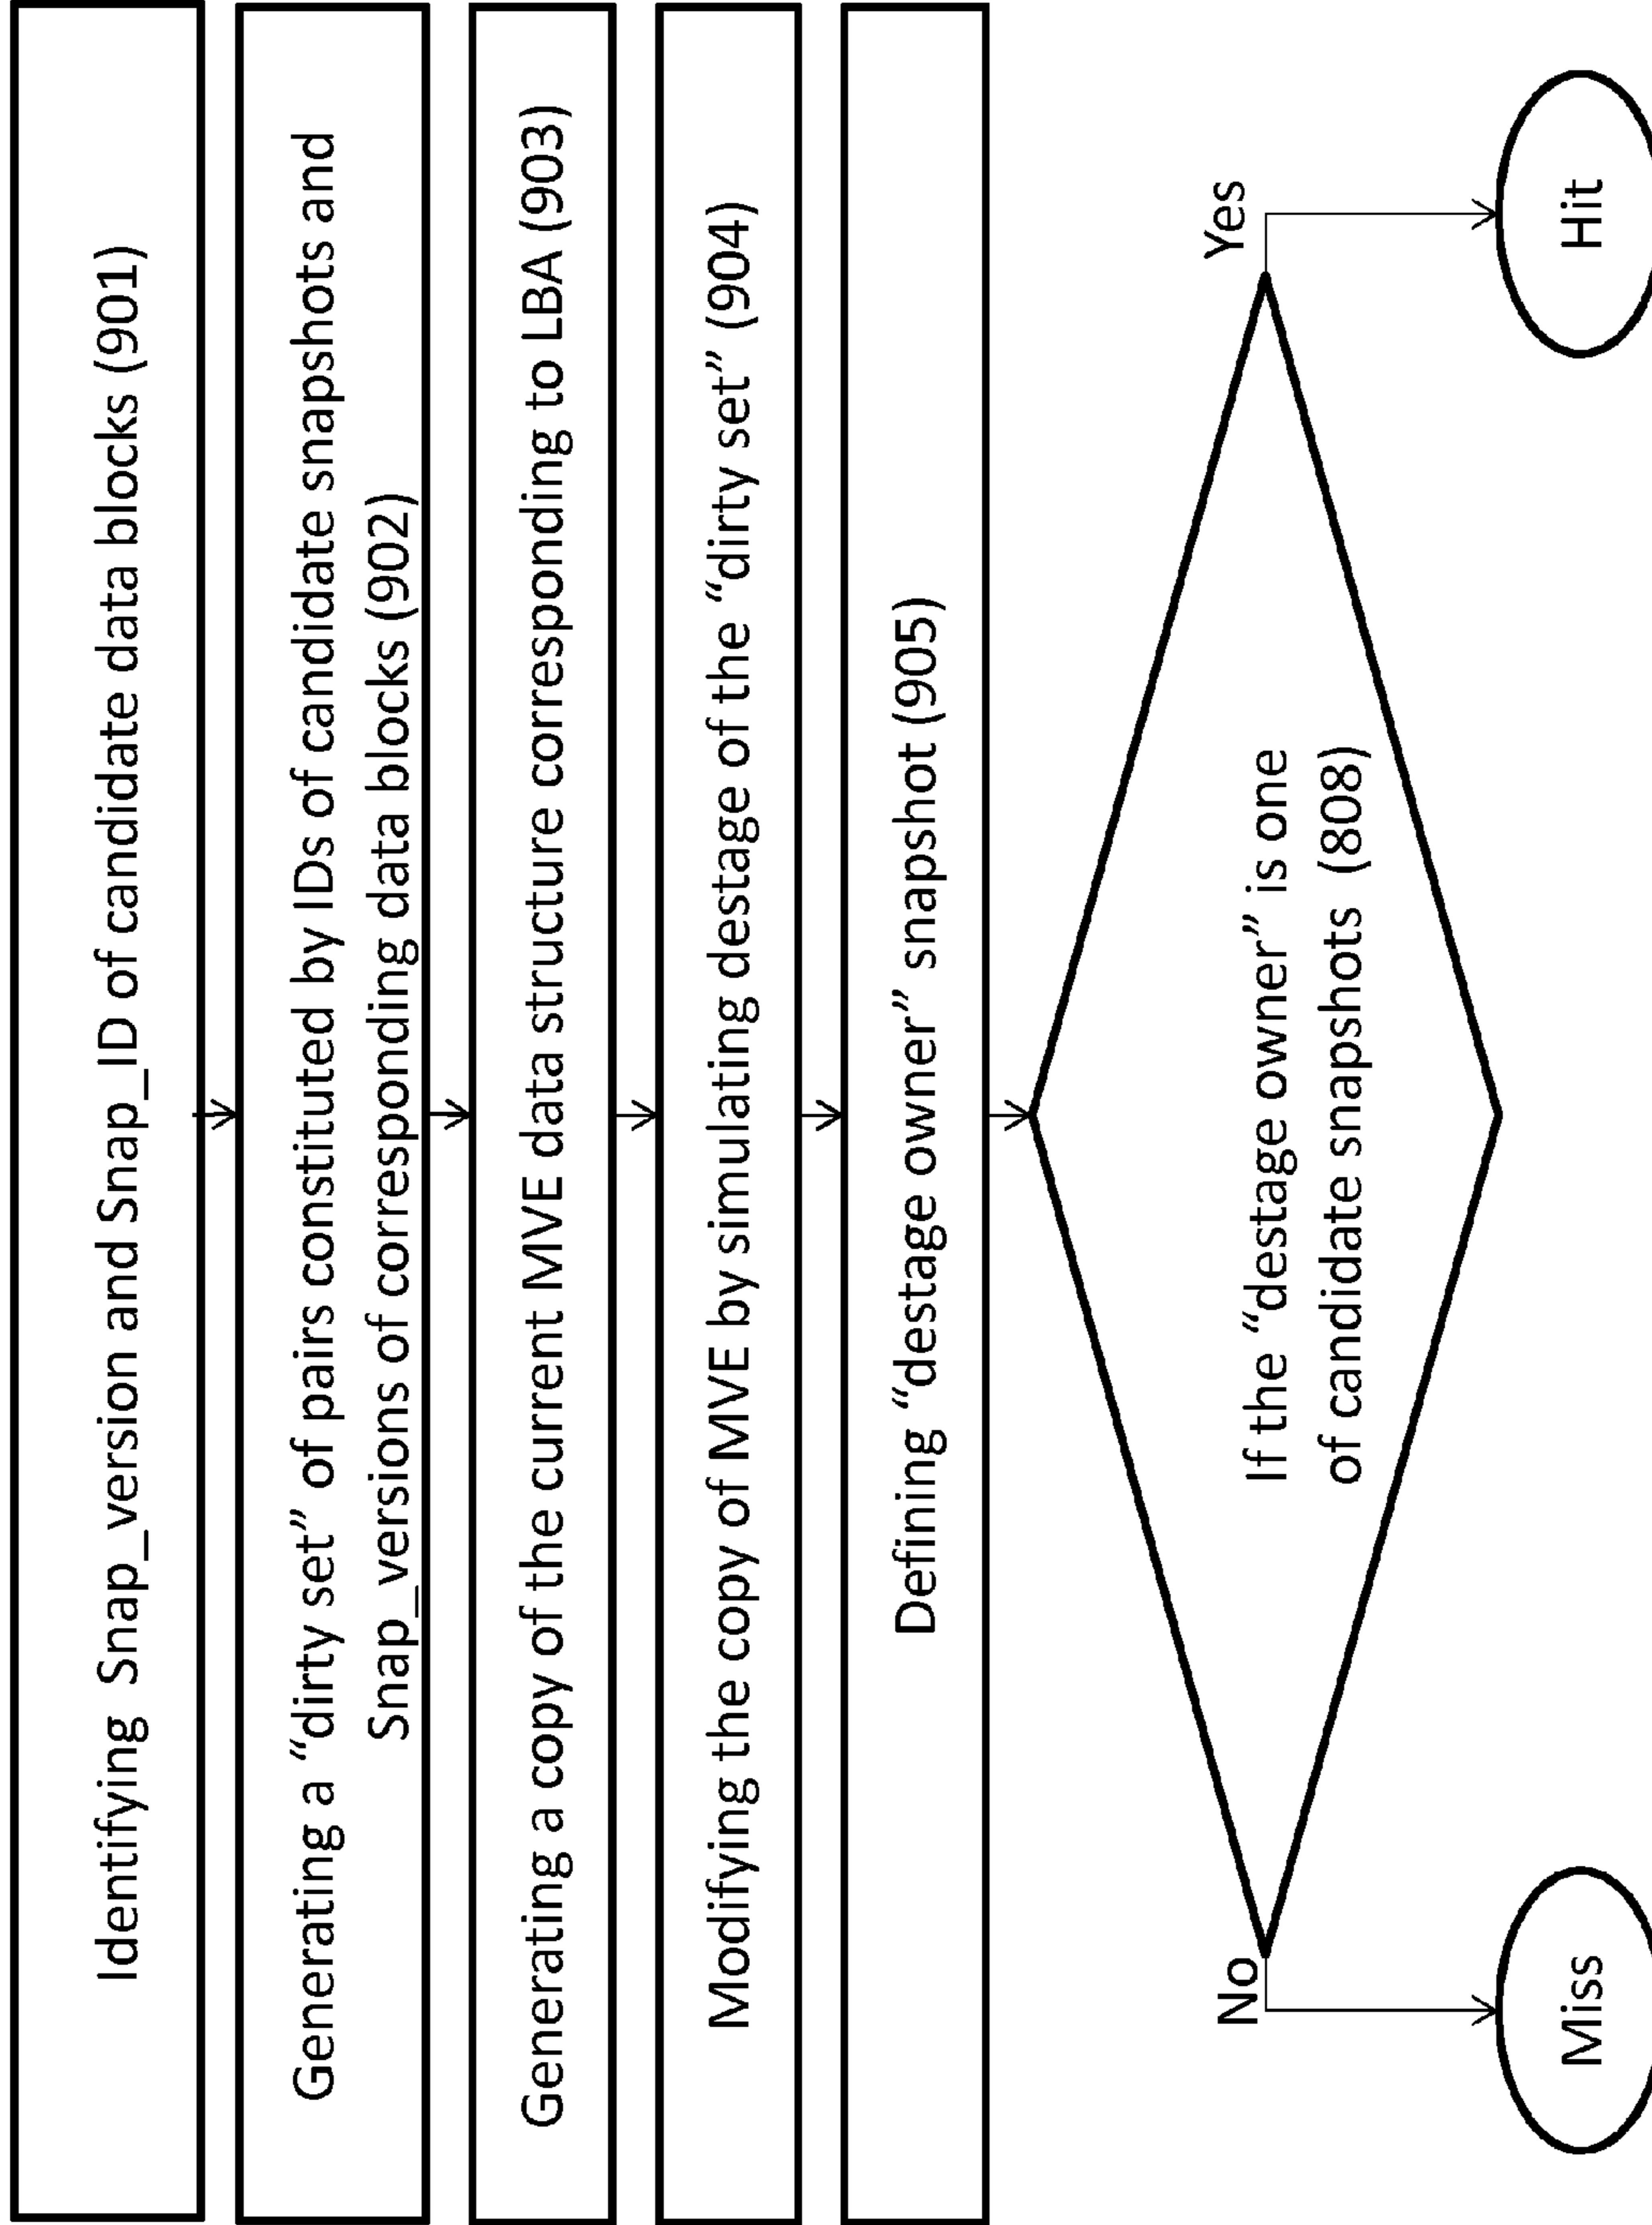 Identifying Snap_version and Snap_ID of candidate data blocks (901)
Generating a “dirty set” of pairs constituted by IDs of candidate snapshots and
Snap_versions of corresponding data blocks (902)
Generating a copy of the current MVE data structure corresponding to LBA (903)
Modifying the copy of MVE by simulating destage of the “dirty set” (904)
Defining “destage owner” snapshot (905)
If the “destage owner” is one
of candidate snapshots (808)
No
Yes
Miss
Hit